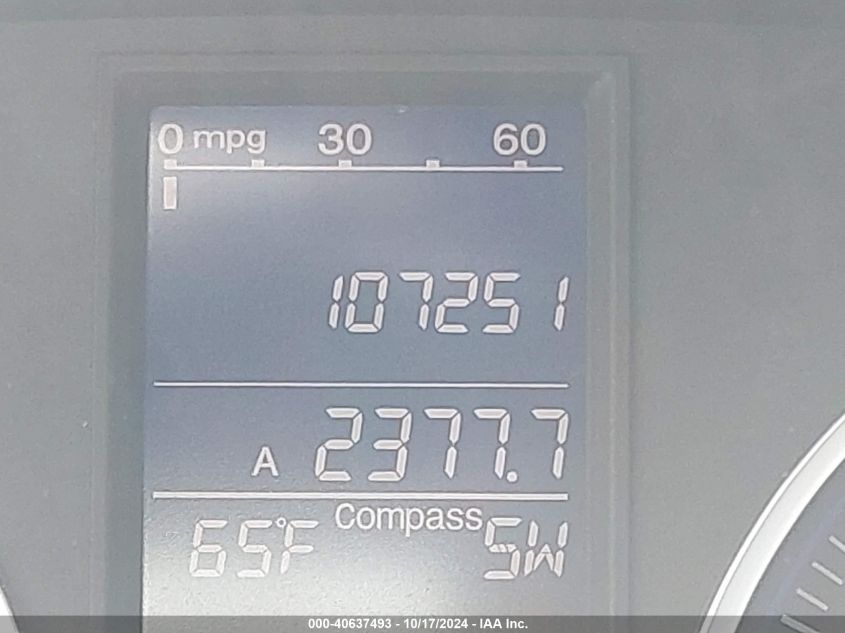 0 mpg 30 60
107251
A 2377.7
Compass
65°F SW
000-40637493 - 10/17/2024 - IAA Inc.